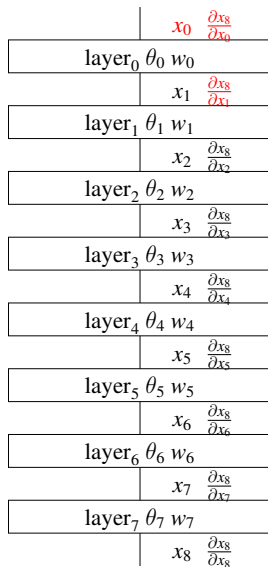 x₀ ∂x₈/∂x₀
layer₀ θ₀ w₀
x₁ ∂x₈/∂x₁
layer₁ θ₁ w₁
x₂ ∂x₈/∂x₂
layer₂ θ₂ w₂
x₃ ∂x₈/∂x₃
layer₃ θ₃ w₃
x₄ ∂x₈/∂x₄
layer₄ θ₄ w₄
x₅ ∂x₈/∂x₅
layer₅ θ₅ w₅
x₆ ∂x₈/∂x₆
layer₆ θ₆ w₆
x₇ ∂x₈/∂x₇
layer₇ θ₇ w₇
x₈ ∂x₈/∂x₈